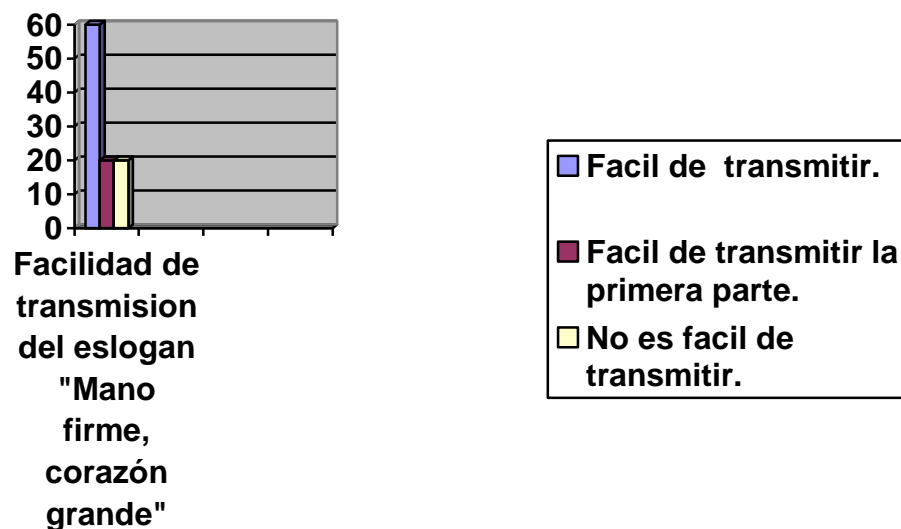 60
50
40
30
20
10
0
Facilidad de
transmision
del eslogan
"Mano
firme,
corazón
grande"
Facil de transmitir.
Facil de transmitir la
primera parte.
No es facil de
transmitir.